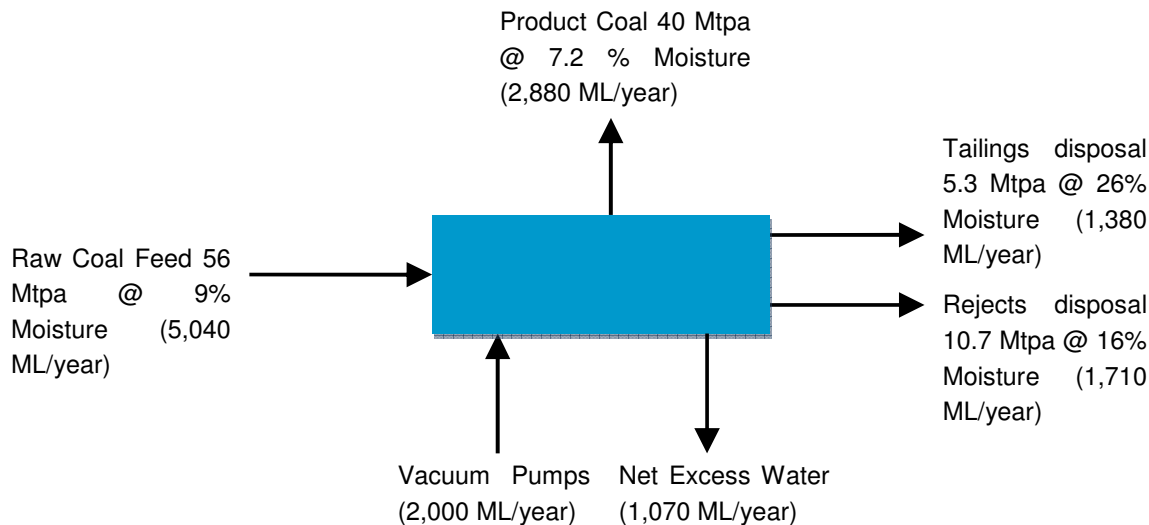 Product Coal 40 Mtpa
@ 7.2 % Moisture
(2,880 ML/year)
Tailings disposal
5.3 Mtpa @ 26%
Moisture (1,380
ML/year)
Raw Coal Feed 56
Mtpa @ 9%
Moisture (5,040
ML/year)
Rejects disposal
10.7 Mtpa @ 16%
Moisture (1,710
ML/year)
Vacuum Pumps
(2,000 ML/year)
Net Excess Water
(1,070 ML/year)